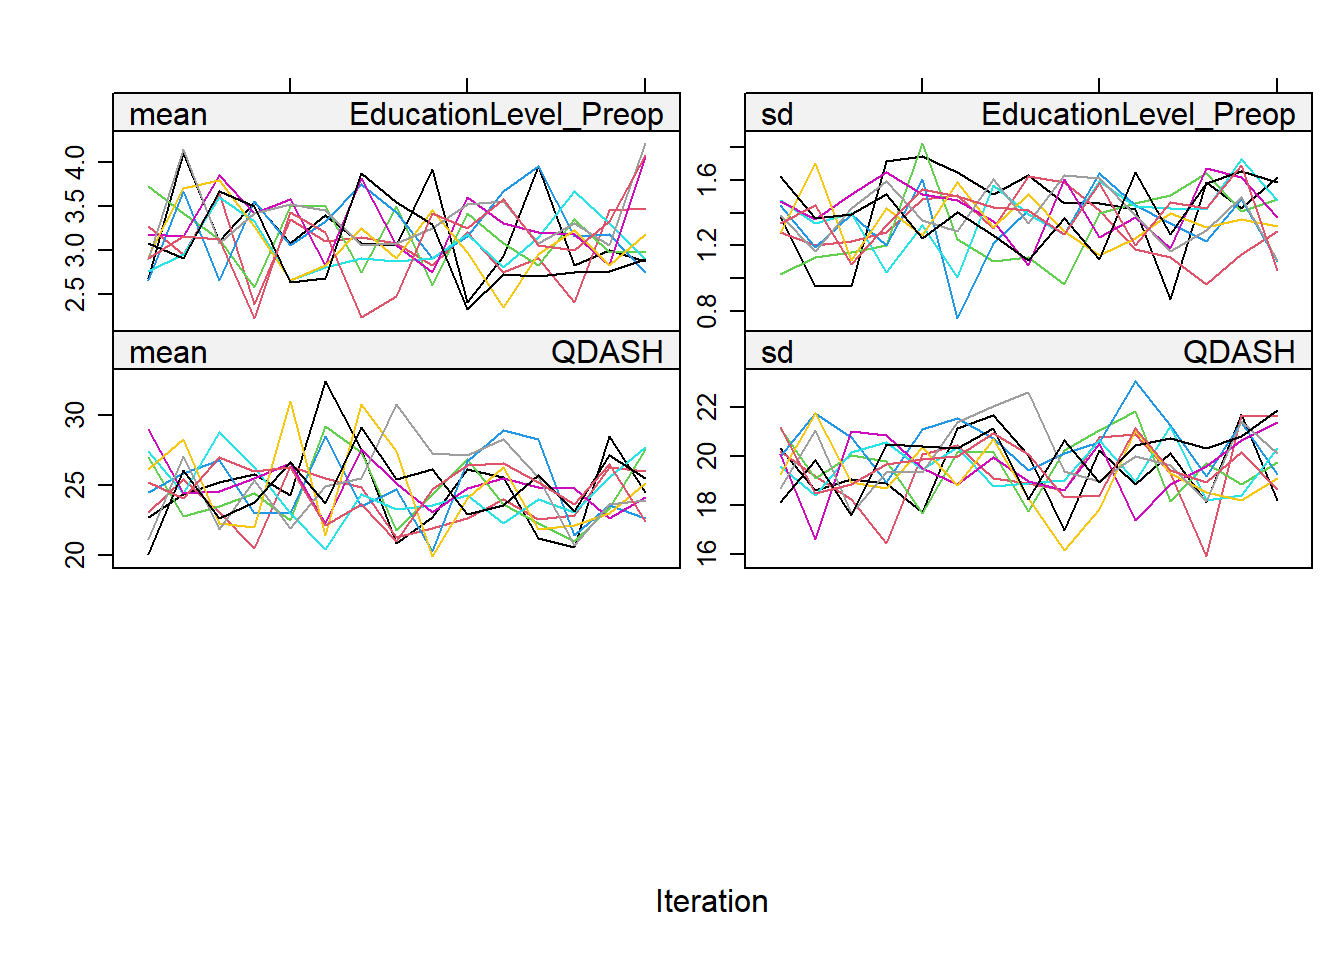 mean EducationLevel_Preop
sd EducationLevel_Preop
4.0
3.5
3.0
2.5
1.6
1.2
0.8
mean QDASH
sd QDASH
30
25
20
22
20
18
16
Iteration